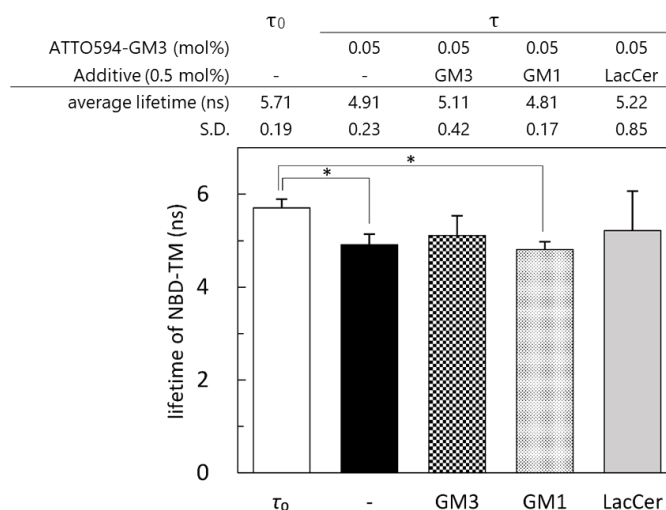 τ0 τ
ATTO594-GM3 (mol%) 0.05 0.05 0.05 0.05
Additive (0.5 mol%) - - GM3 GM1 LacCer
average lifetime (ns) 5.71 4.91 5.11 4.81 5.22
S.D. 0.19 0.23 0.42 0.17 0.85
*
*
lifetime of NBD-TM (ns)
6
4
2
0
τ0 - GM3 GM1 LacCer